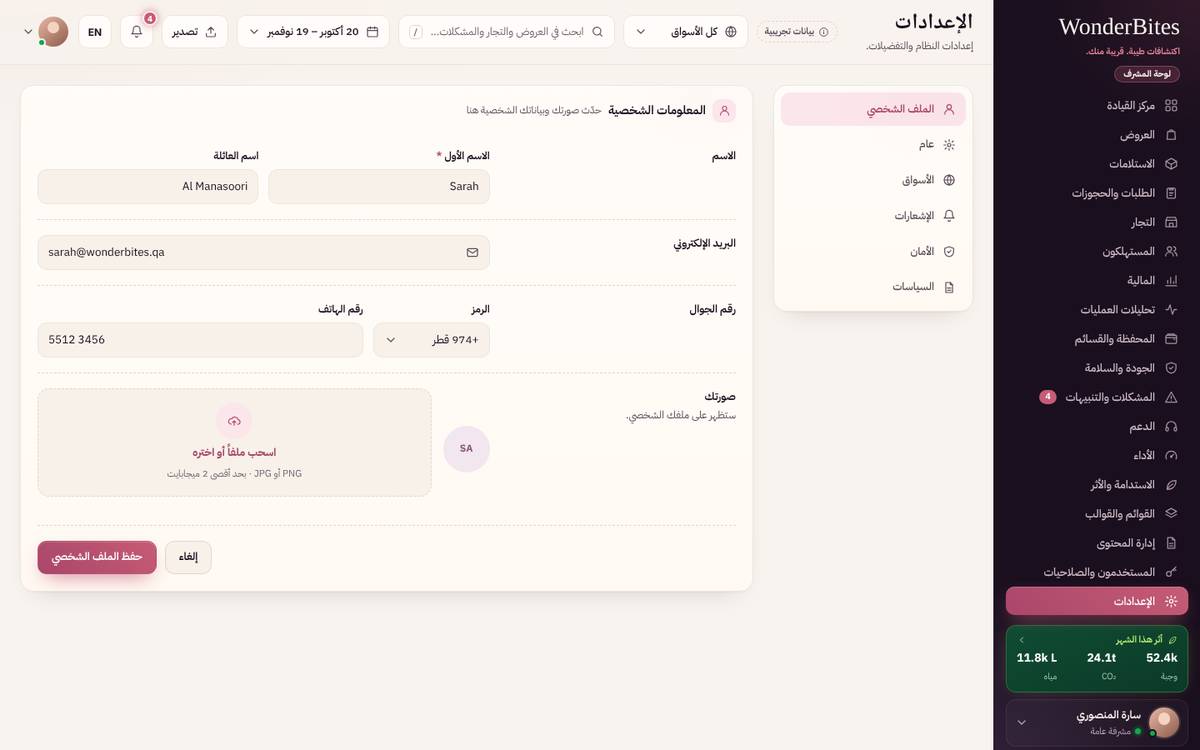 WonderBites
اكتشافات طيبة. قريبة منك.
لوحة المشرف
مركز القيادة
العروض
الاستلامات
الطلبات والحجوزات
التجار
المستهلكون
المالية
تحليلات العمليات
المحفظة والقسائم
الجودة والسلامة
المشكلات والتنبيهات 4
الدعم
الأداء
الاستدامة والأثر
القوائم والقوالب
إدارة المحتوى
المستخدمون والصلاحيات
الإعدادات
أثر هذا الشهر
52.4k 24.1t 11.8k L
وجبة CO₂ مياه
سارة المنصوري
مشرفة عامة
الإعدادات
إعدادات النظام والتفضيلات.
بيانات تجريبية
كل الأسواق
ابحث في العروض والتجار والمشكلات... /
20 أكتوبر – 19 نوفمبر
تصدير
4
EN
الملف الشخصي
عام
الأسواق
الإشعارات
الأمان
السياسات
المعلومات الشخصية حدّث صورتك وبياناتك الشخصية هنا
الاسم الاسم الأول * اسم العائلة
Sarah Al Manasoori
البريد الإلكتروني
sarah@wonderbites.qa
رقم الجوال الرمز رقم الهاتف
+974 قطر 5512 3456
صورتك
ستظهر على ملفك الشخصي.
SA
اسحب ملفاً أو اختره
PNG أو JPG · بحد أقصى 2 ميجابايت
إلغاء حفظ الملف الشخصي